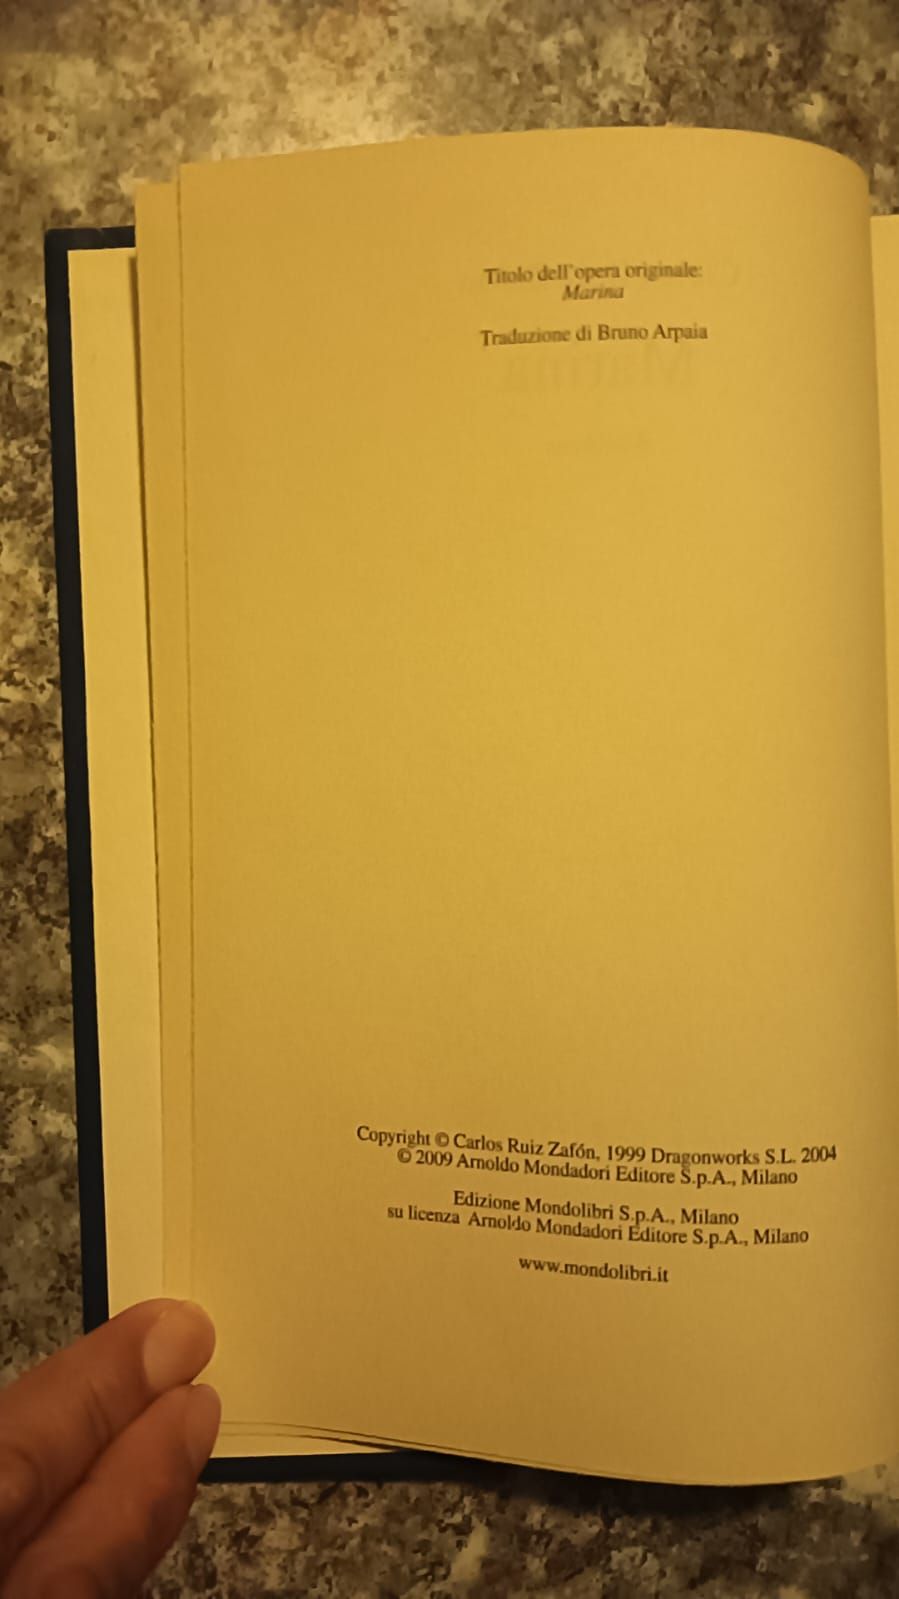 Titolo dell'opera originale:
Marina
Traduzione di Bruno Arpaia
Copyright © Carlos Ruiz Zafón, 1999 Dragonworks S.L. 2004
© 2009 Arnoldo Mondadori Editore S.p.A., Milano
Edizione Mondolibri S.p.A., Milano
su licenza Arnoldo Mondadori Editore S.p.A., Milano
www.mondolibri.it